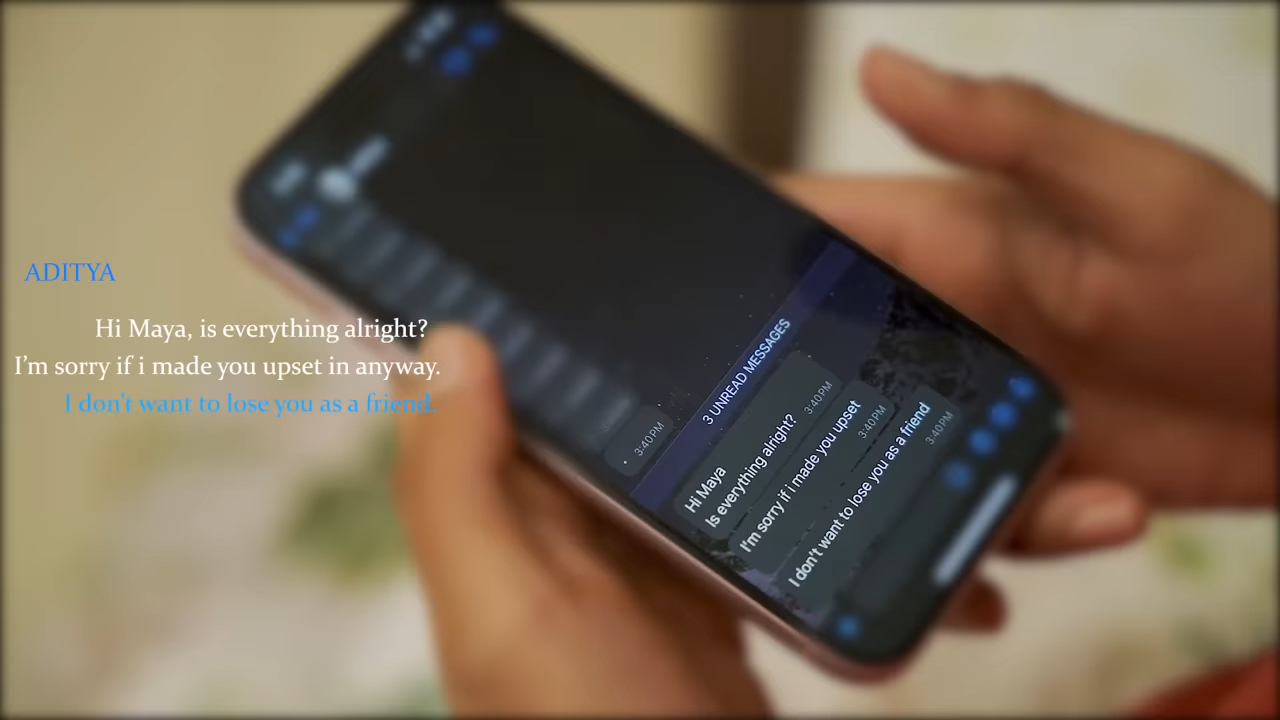 ADITYA
Hi Maya, is everything alright?
I'm sorry if i made you upset in anyway.
I don't want to lose you as a friend.
3:40PM
3 UNREAD MESSAGES
Hi Maya
Is everything alright?
3:40PM
I'm sorry if i made you upset
3:40PM
I don't want to lose you as a friend
3:40PM